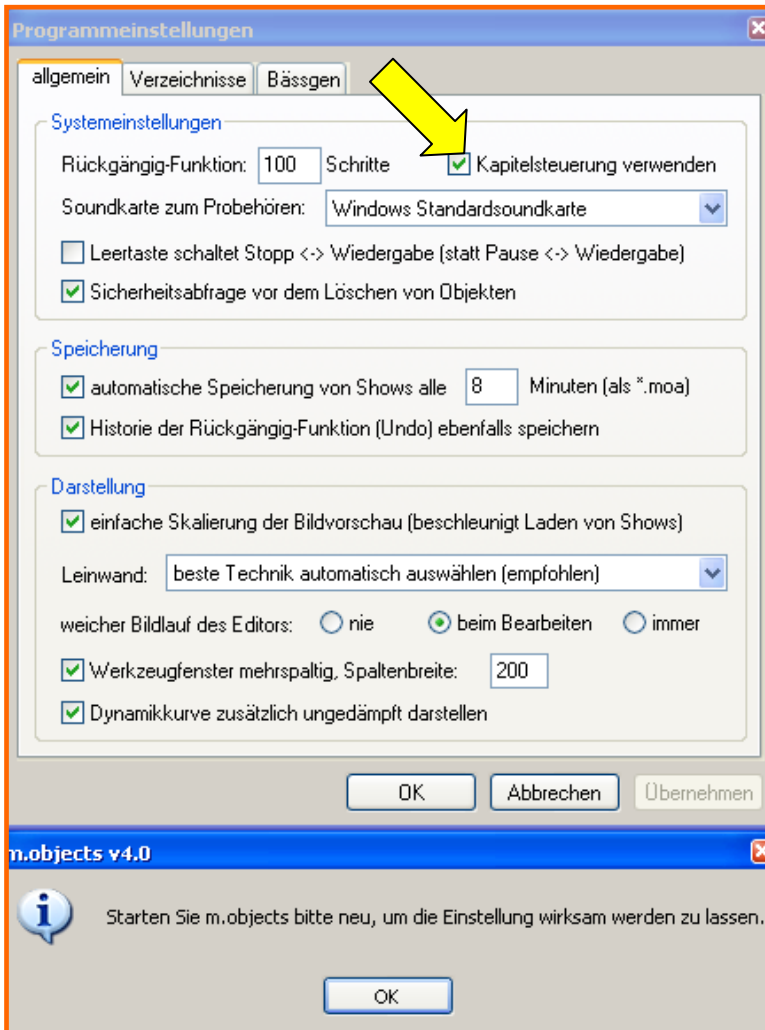 Programmeinstellungen
allgemein Verzeichnisse Bässgen
Systemeinstellungen
Rückgängig-Funktion: 100 Schritte Kapitelsteuerung verwenden
Soundkarte zum Probehören: Windows Standardsoundkarte
Leertaste schaltet Stopp <-> Wiedergabe (statt Pause <-> Wiedergabe)
Sicherheitsabfrage vor dem Löschen von Objekten
Speicherung
automatische Speicherung von Shows alle 8 Minuten (als *.moa)
Historie der Rückgängig-Funktion (Undo) ebenfalls speichern
Darstellung
einfache Skalierung der Bildvorschau (beschleunigt Laden von Shows)
Leinwand: beste Technik automatisch auswählen (empfohlen)
weicher Bildlauf des Editors: nie beim Bearbeiten immer
Werkzeugfenster mehrspaltig, Spaltenbreite: 200
Dynamikkurve zusätzlich ungedämpft darstellen
OK Abbrechen Übernehmen
m.objects v4.0
Starten Sie m.objects bitte neu, um die Einstellung wirksam werden zu lassen.
OK